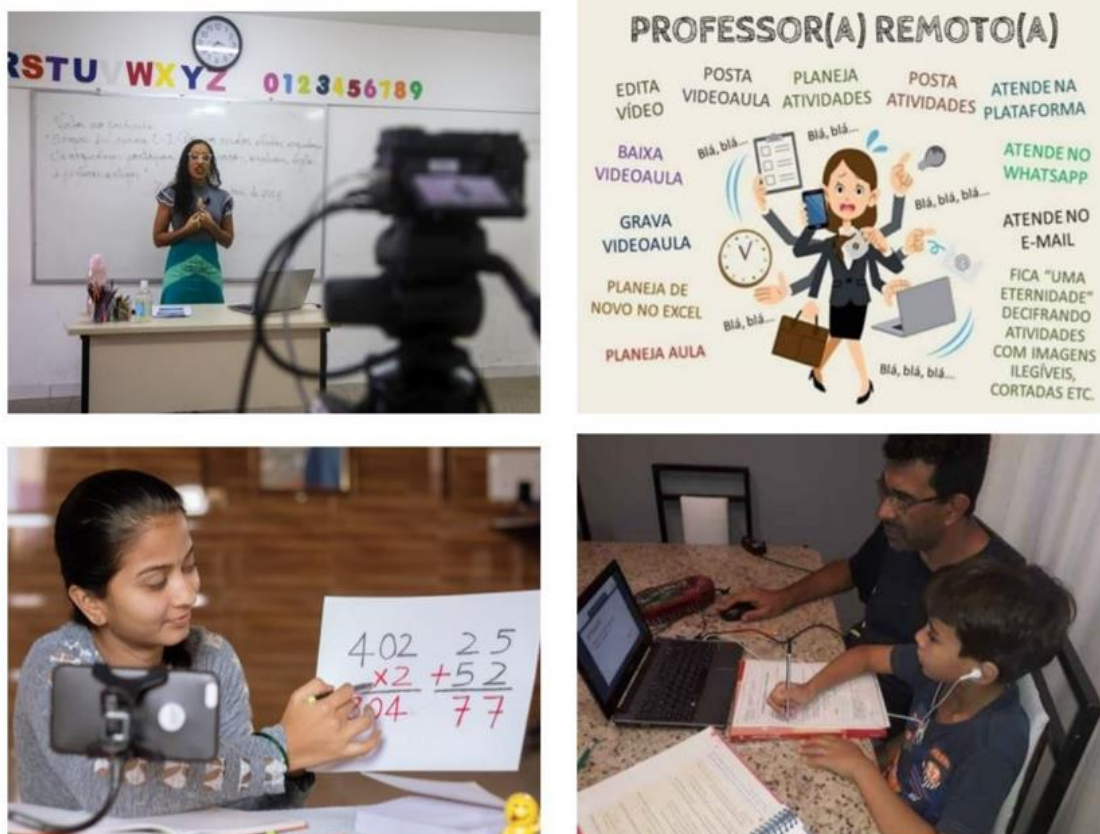 RSTUVWXYZ 0123456789
PROFESSOR(A) REMOTO(A)
EDITA
VÍDEO
POSTA
VIDEOAULA
PLANEJA
ATIVIDADES
POSTA
ATIVIDADES
ATENDE NA
PLATAFORMA
BAIXA
VIDEOAULA
Blá, blá...
Blá, blá...
ATENDE NO
WHATSAPP
GRAVA
VIDEOAULA
Blá, blá, blá...
ATENDE NO
E-MAIL
PLANEJA DE
NOVO NO EXCEL
Blá, blá...
FICA "UMA
ETERNIDADE"
DECIFRANDO
ATIVIDADES
COM IMAGENS
ILEGÍVEIS,
CORTADAS ETC.
PLANEJA AULA
Blá, blá, blá...
402 25
x2 +52
804 77